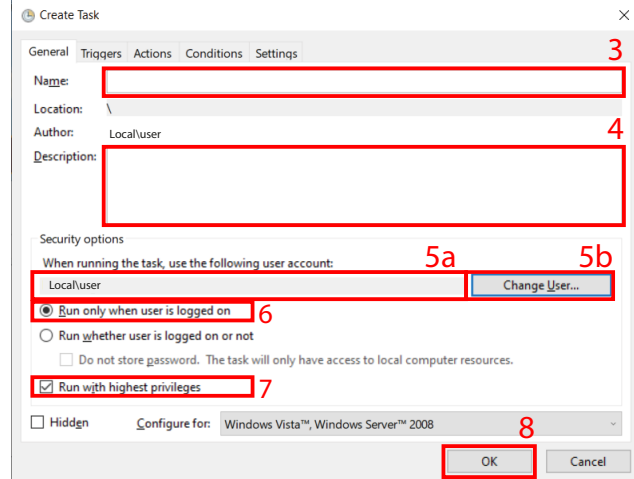 Create Task
General Triggers Actions Conditions Settings
3
Name:
Location: \
4
Author: Local\user
Description:
Security options
When running the task, use the following user account:
5a 5b
Local\user Change User...
Run only when user is logged on 6
Run whether user is logged on or not
Do not store password. The task will only have access to local computer resources.
Run with highest privileges 7
Hidden Configure for: Windows Vista™, Windows Server™ 2008
8
OK Cancel